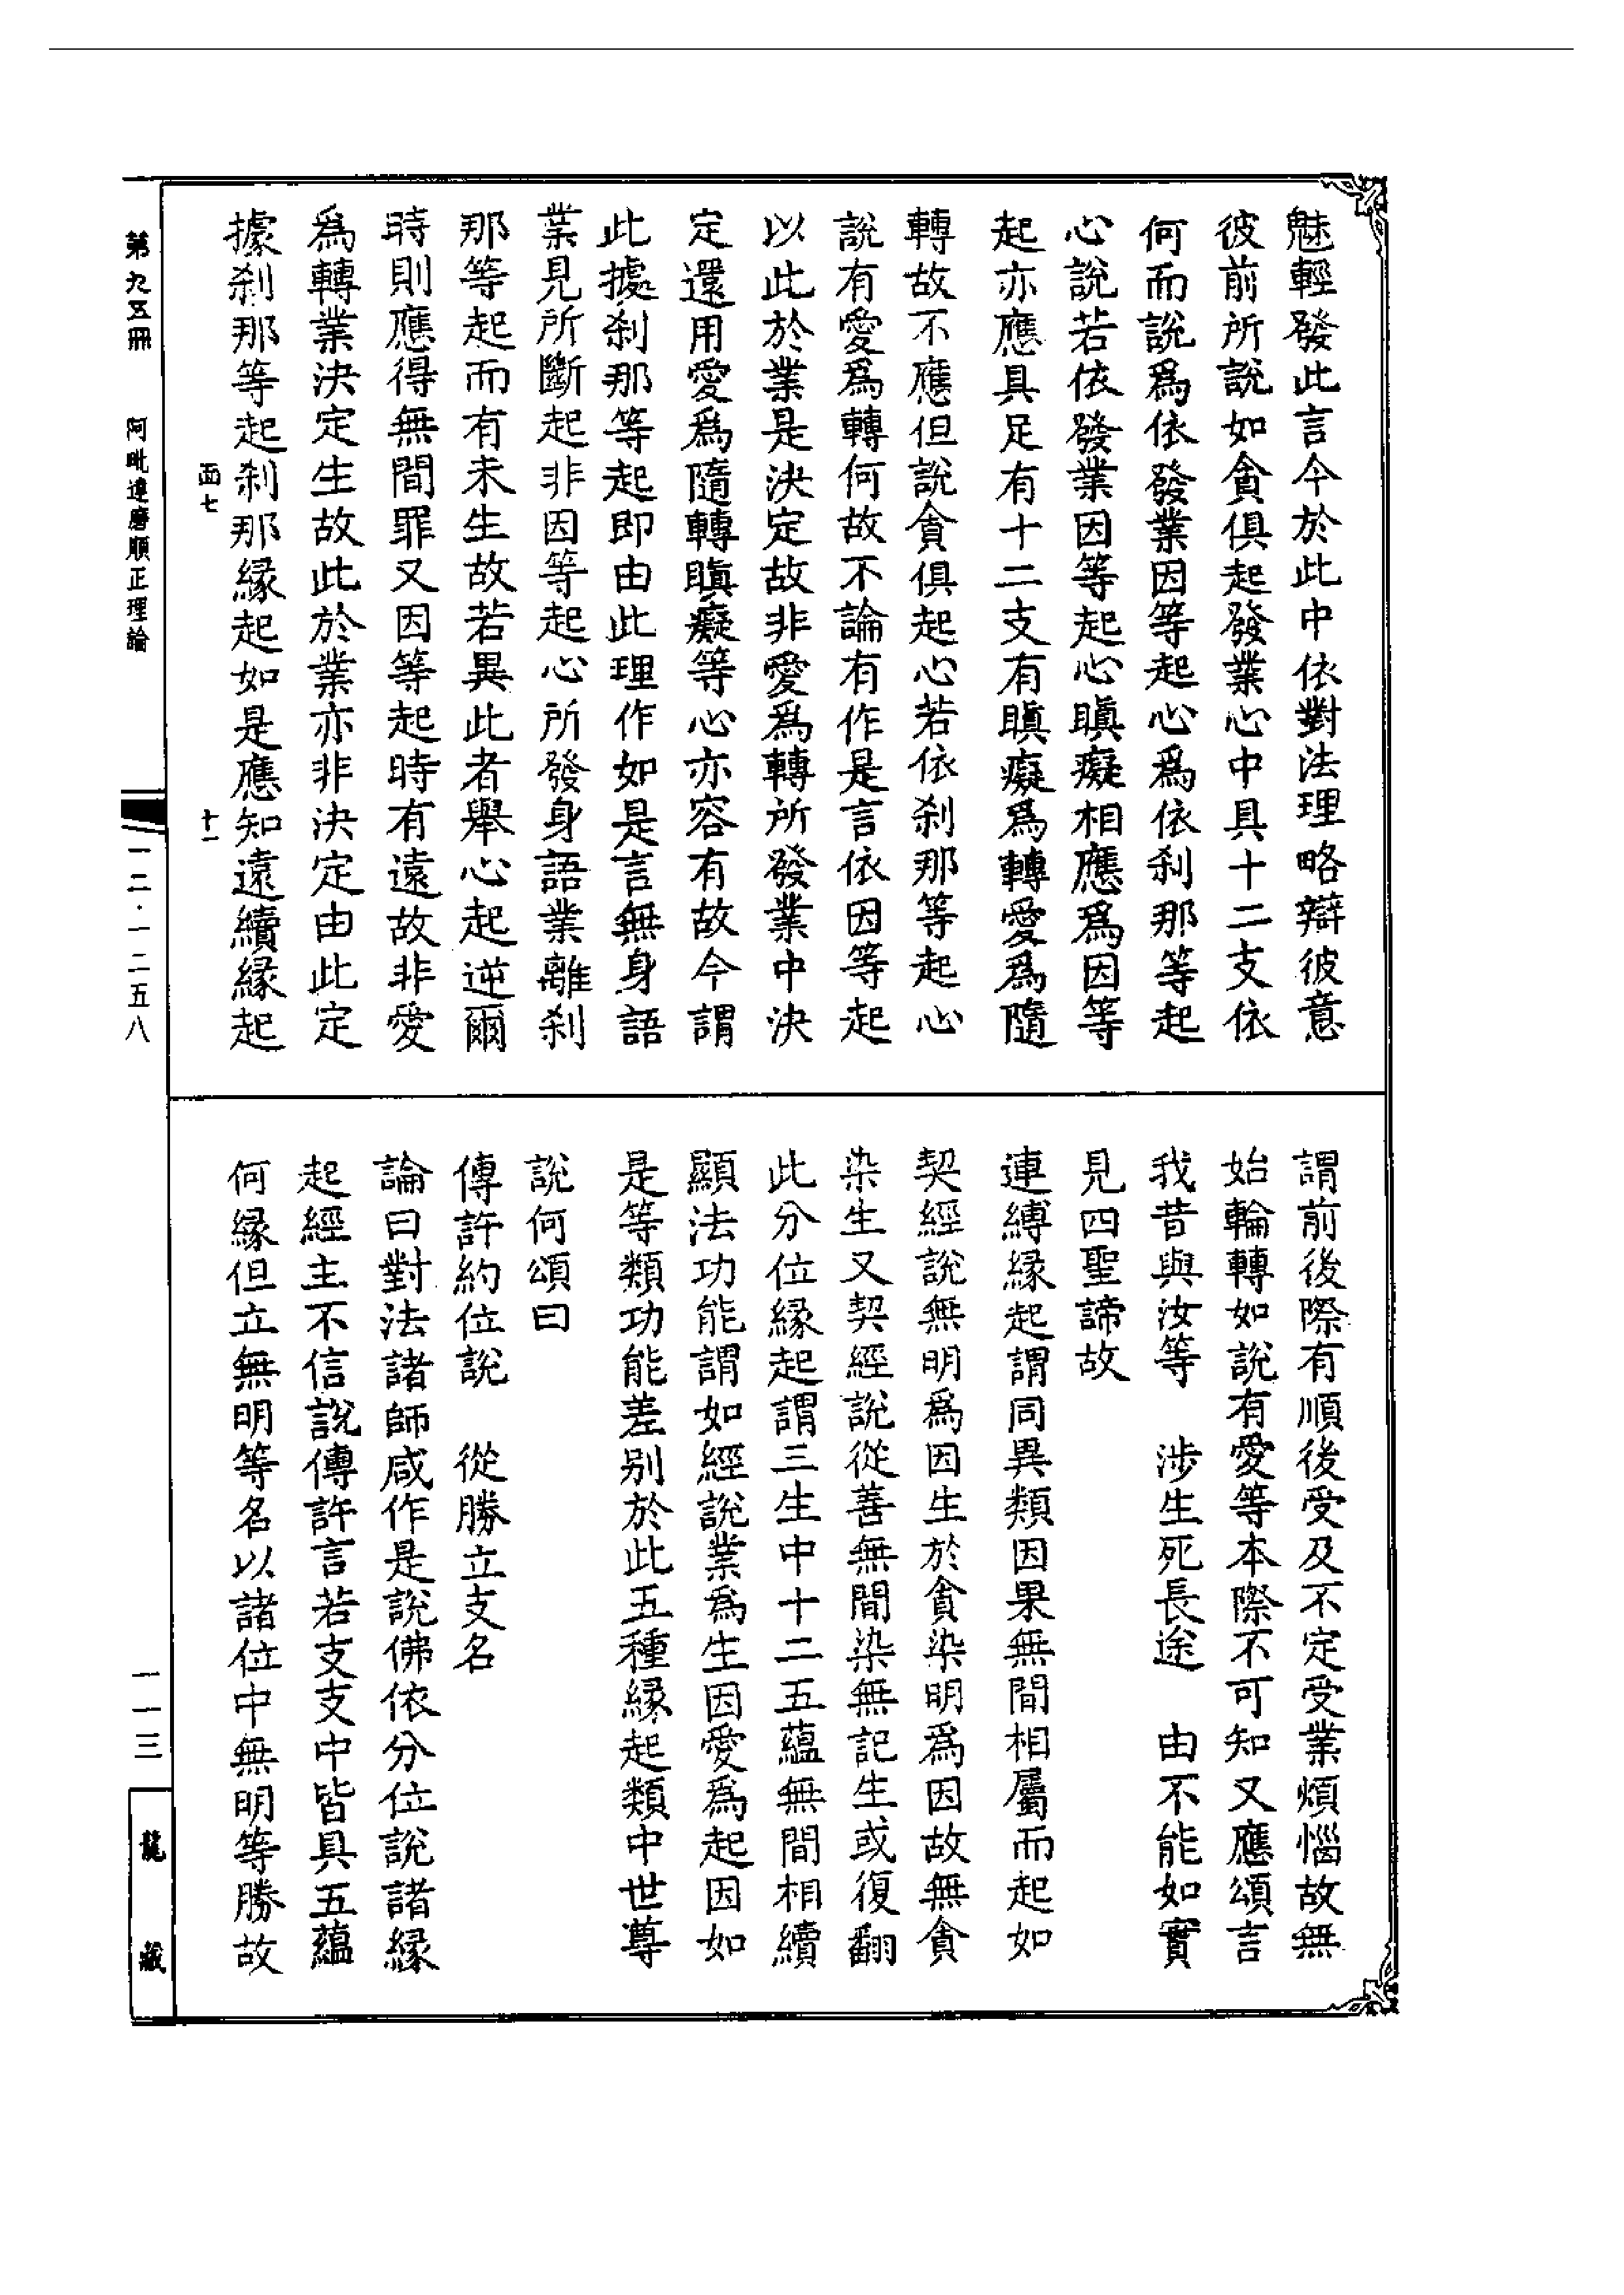 魅輕發此言今於此中依對法理略辯彼意
彼前所說如貪俱起發業心中具十二支依
何而說爲依發業因等起心爲依刹那等起
心說若依發業因等起心瞋癡相應爲因等
起亦應具足有十二支有瞋癡爲轉愛爲隨
轉故不應但說貪俱起心若依刹那等起心
說有愛爲轉何故不論有作是言依因等起
以此於業是決定故非愛爲轉所發業中決
定還用愛爲隨轉瞋癡等心亦容有故今謂
此據刹那等起即由此理作如是言無身語
業見所斷起非因等起心所發身語業離刹
那等起而有未生故若異此者舉心起逆爾
時則應得無間罪又因等起時有遠故非愛
爲轉業決定生故此於業亦非決定由此定
據刹那等起刹那緣起如是應知遠續緣起
謂前後際有順後受及不定受業煩惱故無
始輪轉如說有愛等本際不可知又應頌言
我昔與汝等　涉生死長途　由不能如實
見四聖諦故
連縛緣起謂同異類因果無間相屬而起如
契經說無明爲因生於貪染明爲因故無貪
染生又契經說從善無間染無記生或復翻
此分位緣起謂三生中十二五蘊無間相續
顯法功能謂如經說業爲生因愛爲起因如
是等類功能差別於此五種緣起類中世尊
說何頌曰
傳許約位說　從勝立支名
論曰對法諸師咸作是說佛依分位說諸緣
起經主不信說傳許言若支支中皆具五蘊
何緣但立無明等名以諸位中無明等勝故
靣七
十一
第九五冊
阿毗達磨順正理論
一二·一二五八
一一三
龍藏